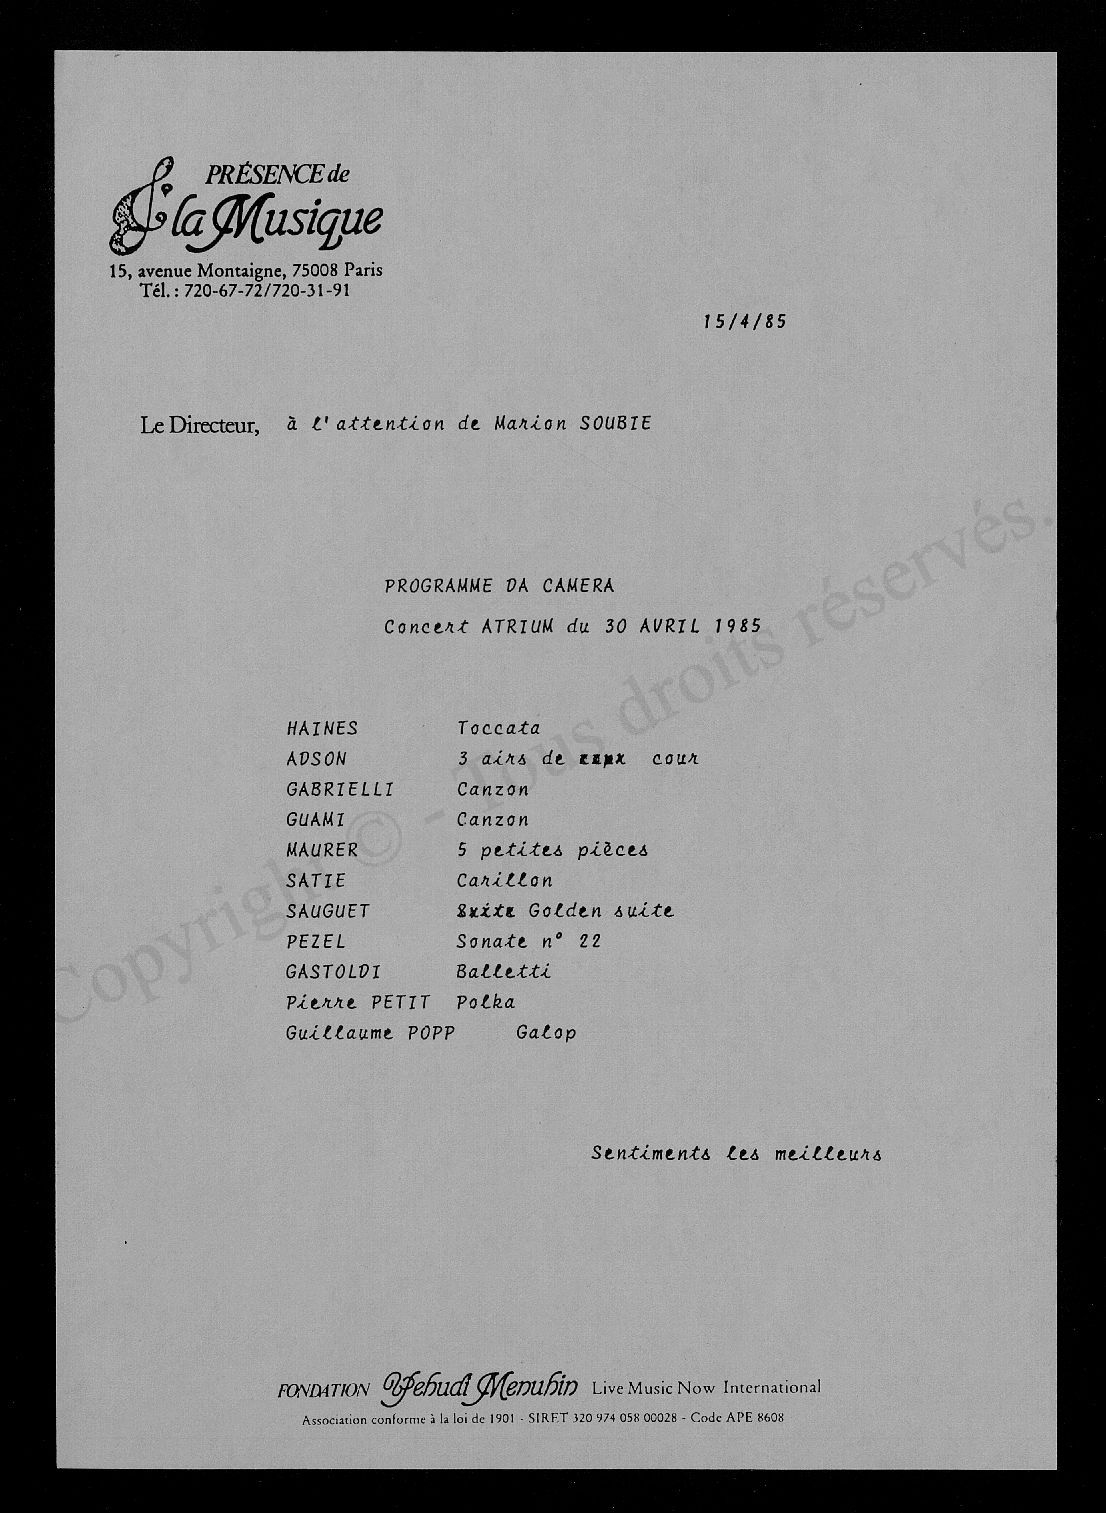 PRÉSENCE de
la Musique
15, avenue Montaigne, 75008 Paris
Tél. : 720-67-72/720-31-91
15/4/85
Le Directeur, à l'attention de Marion SOUBIE
PROGRAMME DA CAMERA
Concert ATRIUM du 30 AVRIL 1985
HAINES Toccata
ADSON 3 airs de cour
GABRIELLI Canzon
GUAMI Canzon
MAURER 5 petites pièces
SATIE Carillon
SAUGUET Golden suite
PEZEL Sonate n° 22
GASTOLDI Balletti
Pierre PETIT Polka
Guillaume POPP Galop
Sentiments les meilleurs
FONDATION Yehudi Menuhin Live Music Now International
Association conforme à la loi de 1901 - SIRET 320 974 058 00028 - Code APE 8608
Copyright © - Tous droits réservés.